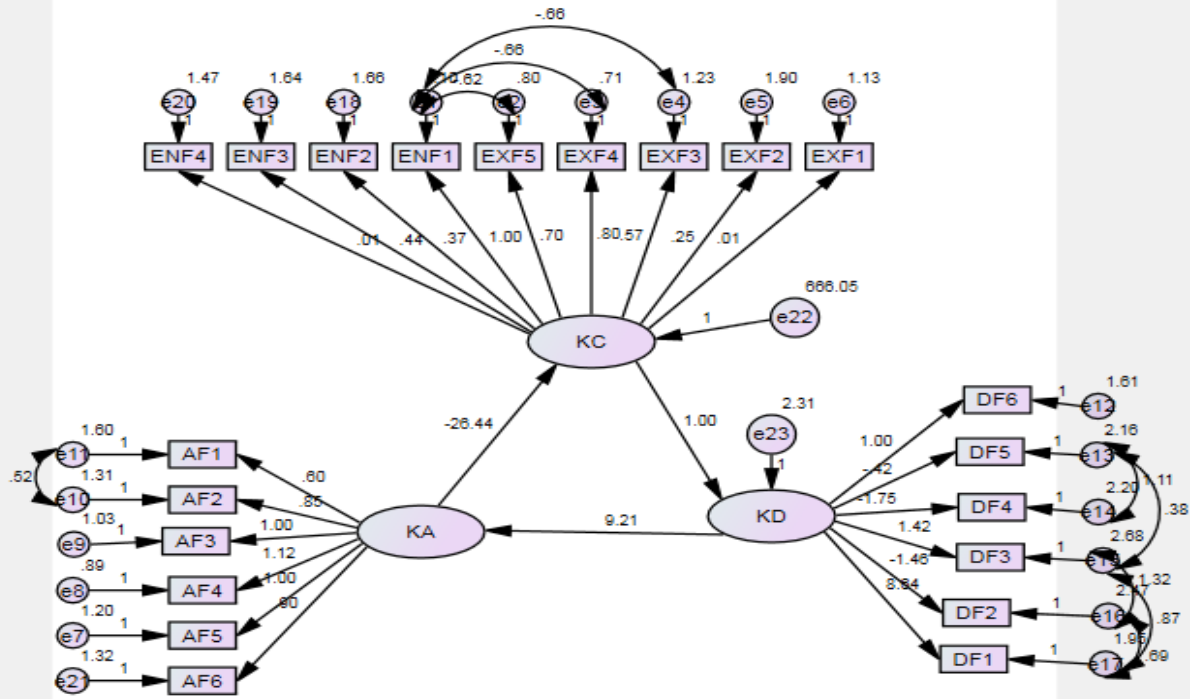 -.66
-.66
1.47 1.64 1.66 .62 .80 .71 1.23 1.90 1.13
e20 e19 e18 e2 e3 e4 e5 e6
1 1 1 1 1 1 1 1 1
ENF4 ENF3 ENF2 ENF1 EXF5 EXF4 EXF3 EXF2 EXF1
.01 .44 .37 1.00 .70 .80 .57 .25 .01
666.05
e22
1
KC
-26.44
1.00
2.31
e23
1
KD
9.21
KA
1.61
DF6 1 e12
1.00
2.16
DF5 1 e13
-.42
1.11
.38
2.20
DF4 1 e14
-1.75
2.68
DF3 1
1.42
1.32
-1.46
DF2 1 e16
.87
1.95
DF1 1 e17
.69
1.60
e11 1 AF1
.60
.52
1.31
e10 1 AF2
.85
1.03
e9 1 AF3
1.00
.89
e8 1 AF4
1.12
1.20
e7 1 AF5
1.00
1.32
e21 1 AF6